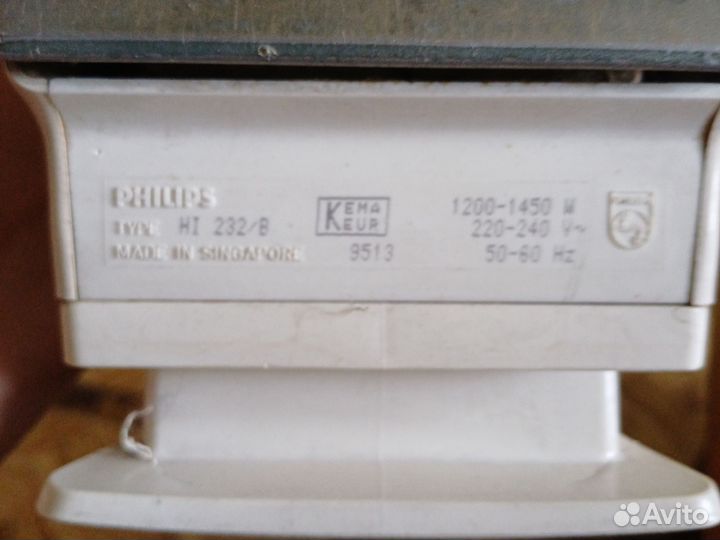 PHILIPS
TYPE HI 232/B
MADE IN SINGAPORE
KEMA
KEUR
9513
1200-1450 W
220-240 V~
50-60 Hz
PHILIPS
Avito